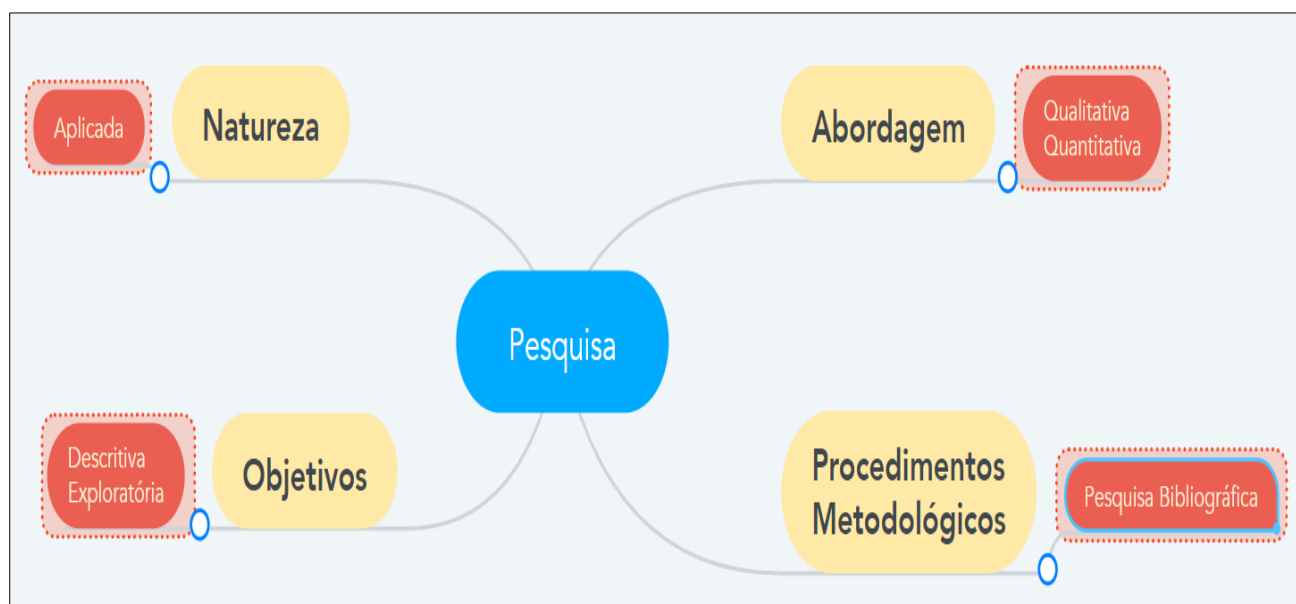 Aplicada
Natureza
Abordagem
Qualitativa
Quantitativa
Pesquisa
Descritiva
Exploratória
Objetivos
Procedimentos
Metodológicos
Pesquisa Bibliográfica